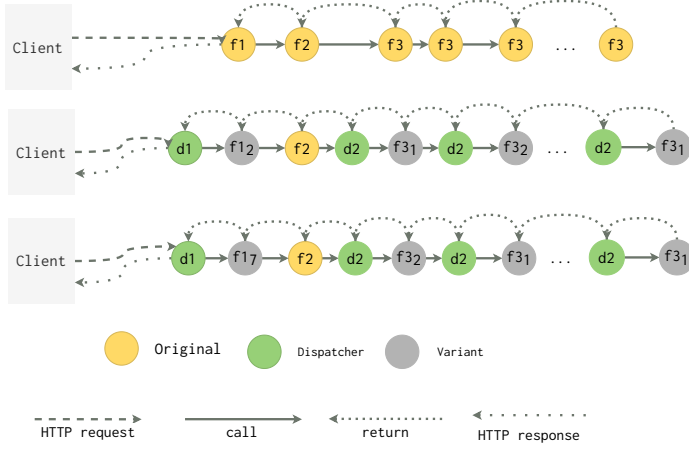 Client f1 f2 f3 f3 f3 ... f3
Client d1 f1₂ f2 d2 f3₁ d2 f3₂ ... d2 f3₁
Client d1 f1₇ f2 d2 f3₂ d2 f3₁ ... d2 f3₁
Original Dispatcher Variant
HTTP request call return HTTP response